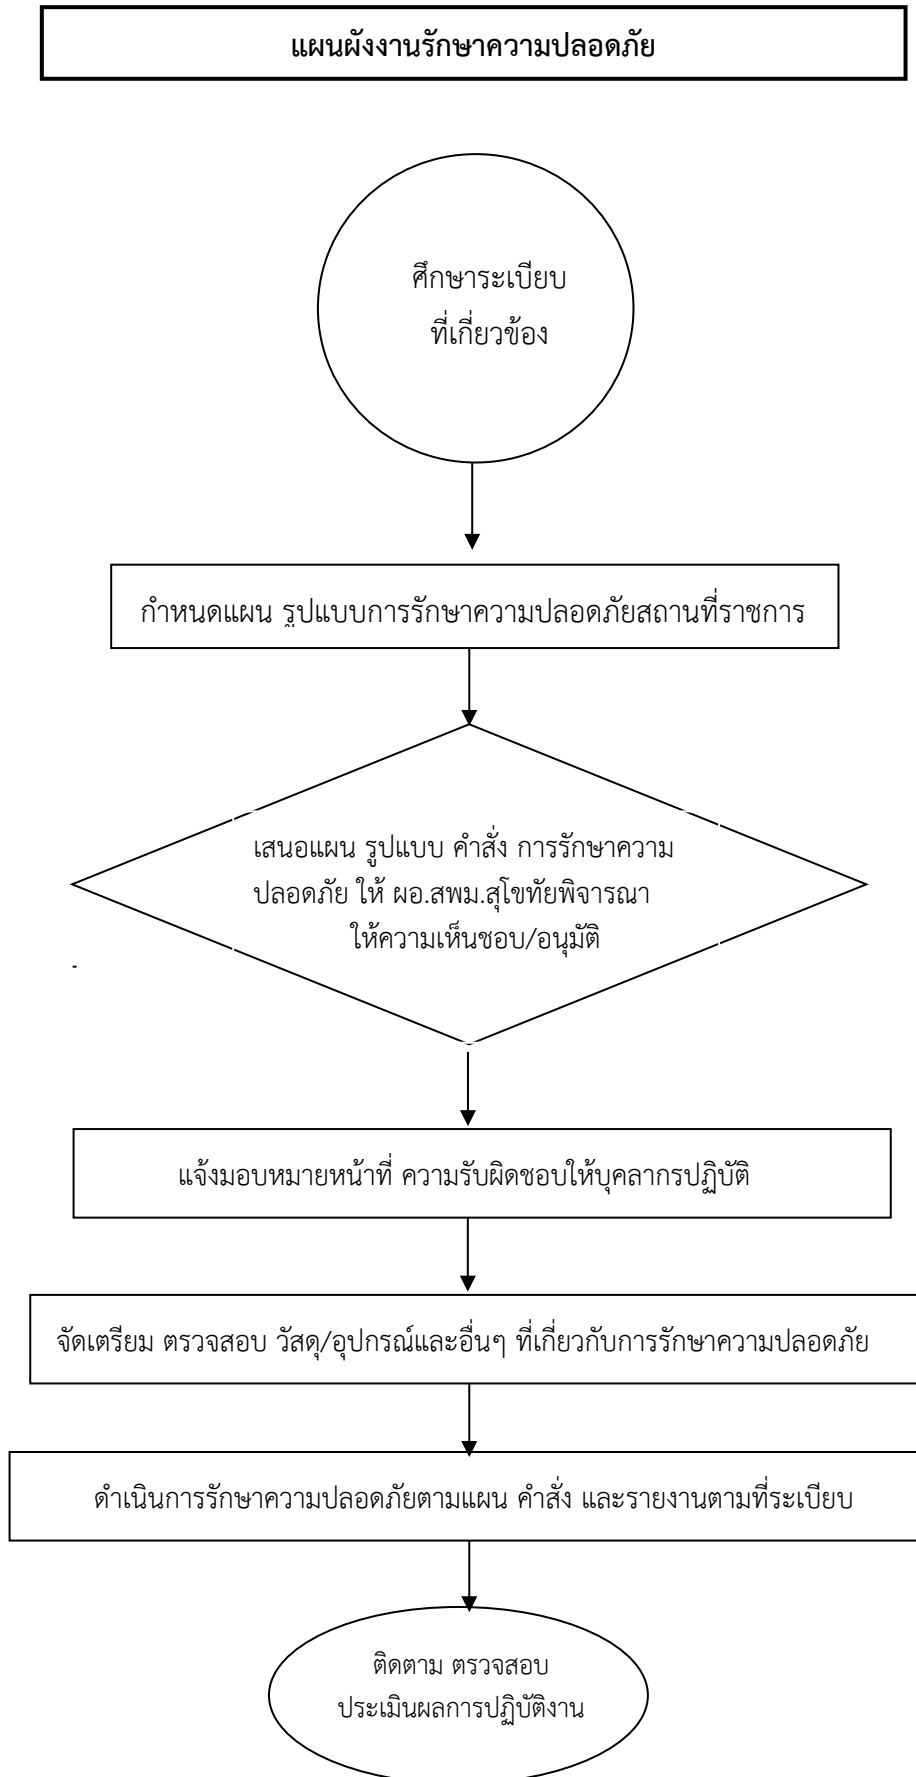 แผนผังงานรักษาความปลอดภัย
ศึกษาระเบียบ
ที่เกี่ยวข้อง
กำหนดแผน รูปแบบการรักษาความปลอดภัยสถานที่ราชการ
เสนอแผน รูปแบบ คำสั่ง การรักษาความ
ปลอดภัย ให้ ผอ.สพม.สุโขทัยพิจารณา
ให้ความเห็นชอบ/อนุมัติ
แจ้งมอบหมายหน้าที่ ความรับผิดชอบให้บุคลากรปฏิบัติ
จัดเตรียม ตรวจสอบ วัสดุ/อุปกรณ์และอื่นๆ ที่เกี่ยวกับการรักษาความปลอดภัย
ดำเนินการรักษาความปลอดภัยตามแผน คำสั่ง และรายงานตามที่ระเบียบ
ติดตาม ตรวจสอบ
ประเมินผลการปฏิบัติงาน